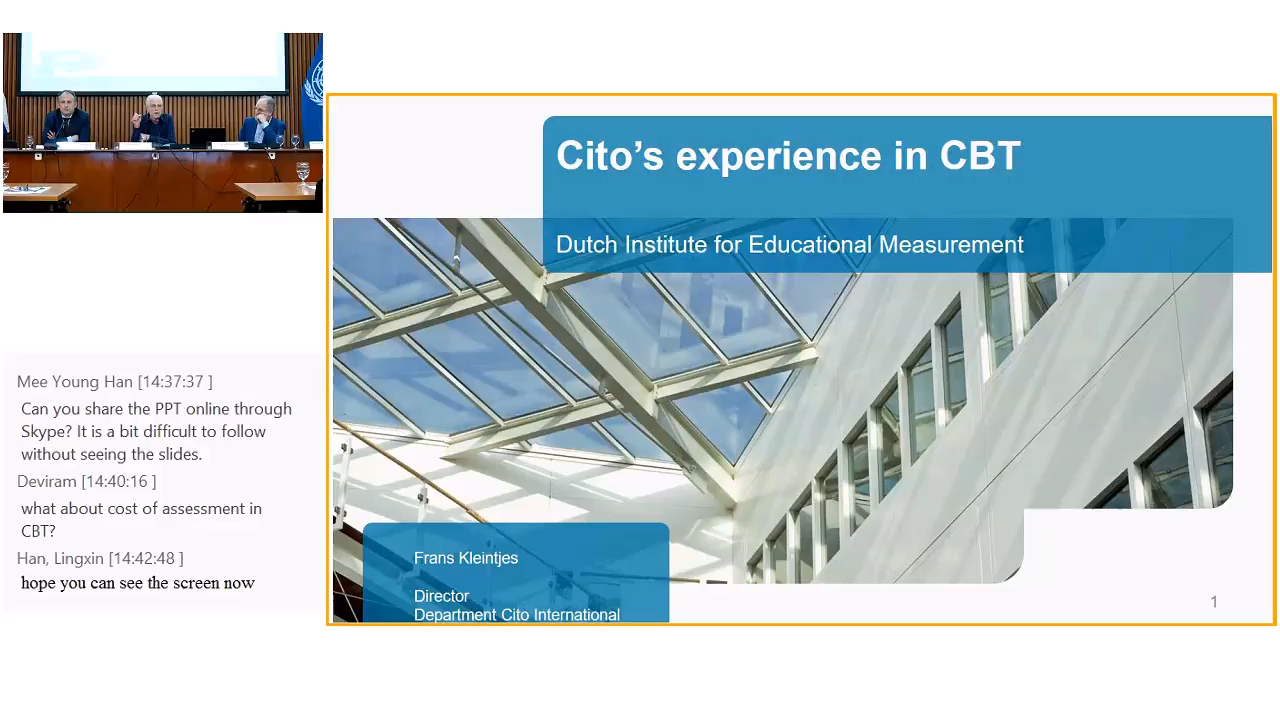 Cito’s experience in CBT
Dutch Institute for Educational Measurement
Frans Kleintjes
Director
Department Cito International
1
Mee Young Han [14:37:37 ]
Can you share the PPT online through
Skype? It is a bit difficult to follow
without seeing the slides.
Deviram [14:40:16 ]
what about cost of assessment in
CBT?
Han, Lingxin [14:42:48 ]
hope you can see the screen now